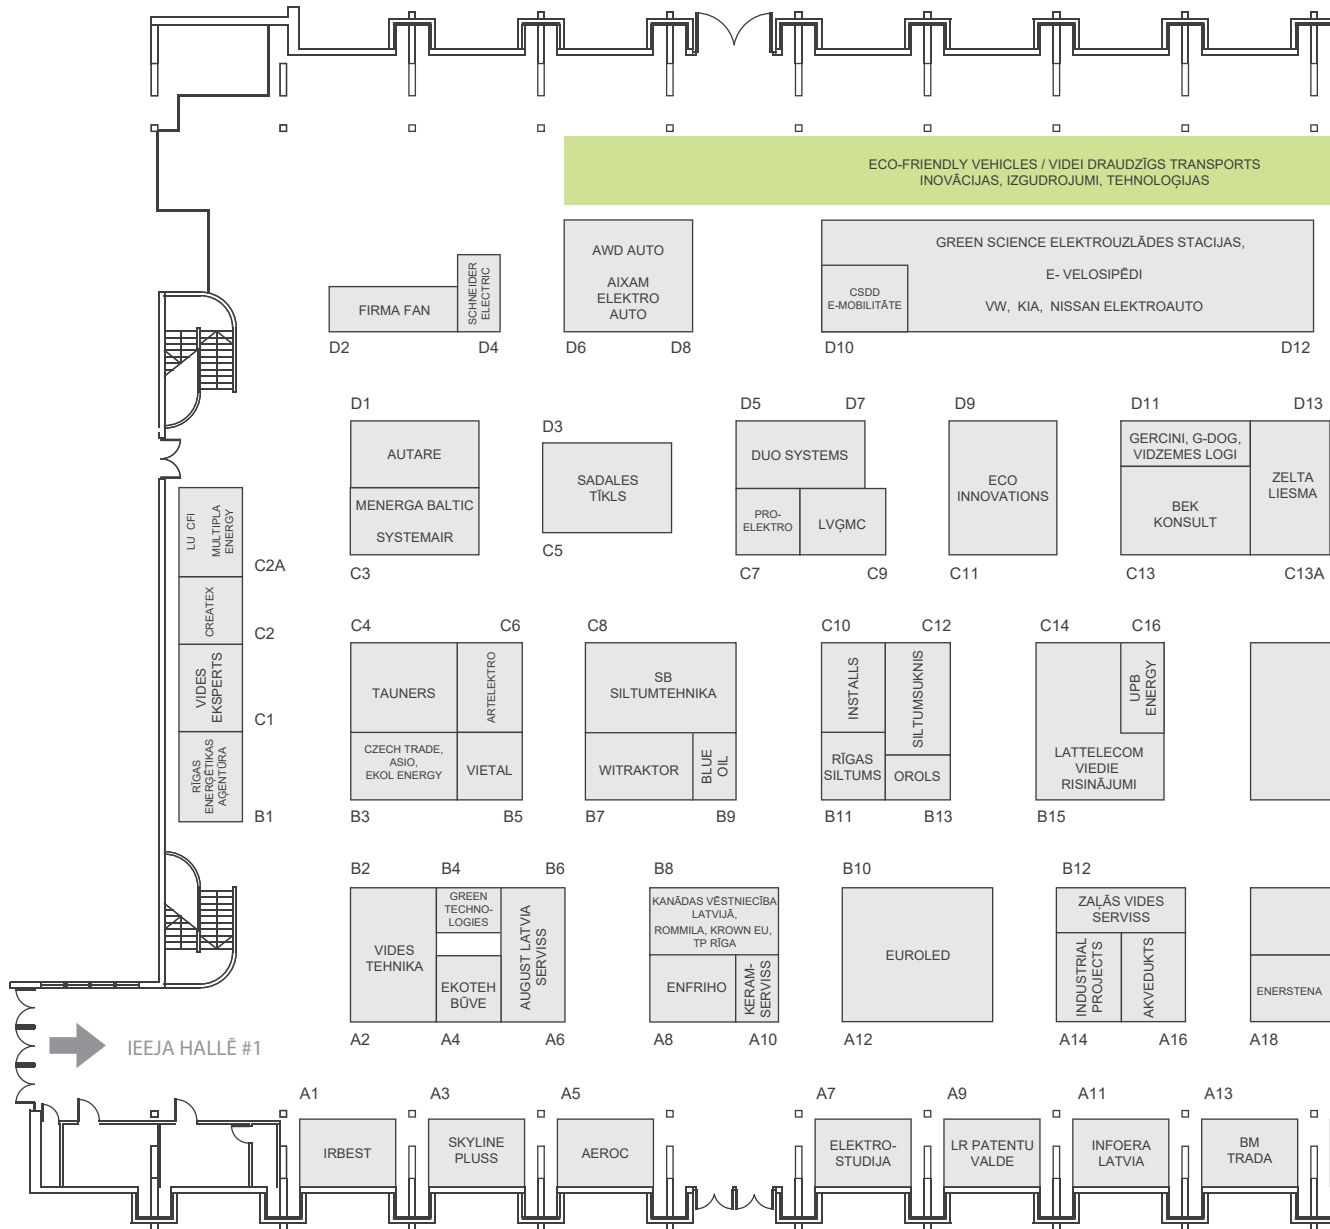 ECO-FRIENDLY VEHICLES / VIDEI DRAUDZĪGS TRANSPORTS
INOVĀCIJAS, IZGUDROJUMI, TEHNOLOĢIJAS
FIRMA FAN
SCHNEIDER
ELECTRIC
AWD AUTO
AIXAM
ELEKTRO
AUTO
CSDD
E-MOBILITĀTE
GREEN SCIENCE ELEKTROUZLĀDES STACIJAS,
E- VELOSIPĒDI
VW, KIA, NISSAN ELEKTROAUTO
D2
D4
D6
D8
D10
D12
D1
D3
D5
D7
D9
D11
D13
AUTARE
MENERGA BALTIC
SYSTEMAIR
SADALES
TĪKLS
DUO SYSTEMS
PRO-
ELEKTRO
LVĢMC
ECO
INNOVATIONS
GERCINI, G-DOG,
VIDZEMES LOGI
BEK
KONSULT
ZELTA
LIESMA
C3
C5
C7
C9
C11
C13
C13A
LU CFI
MULTIPLA
ENERGY
C2A
CREATEX
C2
VIDES
EKSPERTS
C1
RĪGAS
ENERĢĒTIKAS
AĢENTŪRA
B1
C4
C6
C8
C10
C12
C14
C16
TAUNERS
ARTELEKTRO
CZECH TRADE,
ASIO,
EKOL ENERGY
VIETAL
SB
SILTUMTEHNIKA
WITRAKTOR
BLUE
OIL
INSTALLS
SILTUMSUKNIS
RĪGAS
SILTUMS
OROLS
UPB
ENERGY
LATTELECOM
VIEDIE
RISINĀJUMI
B3
B5
B7
B9
B11
B13
B15
B2
B4
B6
B8
B10
B12
VIDES
TEHNIKA
GREEN
TECHNO-
LOGIES
EKOTEH
BŪVE
AUGUST LATVIA
SERVISS
KANĀDAS VĒSTNIECĪBA
LATVIJĀ,
ROMMILA, KROWN EU,
TP RĪGA
ENFRIHO
KERAM-
SERVISS
EUROLED
ZAĻĀS VIDES
SERVISS
INDUSTRIAL
PROJECTS
AKVEDUKTS
ENERSTENA
A2
A4
A6
A8
A10
A12
A14
A16
A18
IEEJA HALLĒ #1
A1
A3
A5
A7
A9
A11
A13
IRBEST
SKYLINE
PLUSS
AEROC
ELEKTRO-
STUDIJA
LR PATENTU
VALDE
INFOERA
LATVIA
BM
TRADA